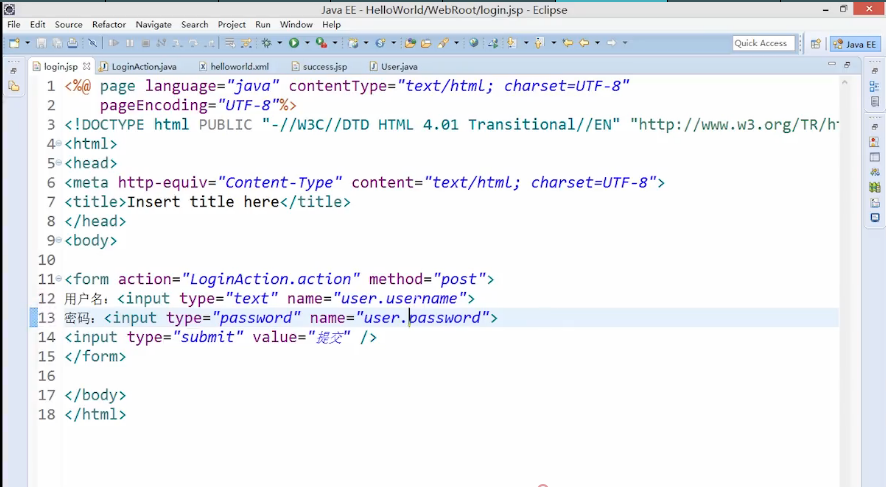 Java EE - HelloWorld/WebRoot/login.jsp - Eclipse
File Edit Source Refactor Navigate Search Project Run Window Help
Quick Access Java EE
login.jsp LoginAction.java helloworld.xml success.jsp User.java
1 <%@ page language="java" contentType="text/html; charset=UTF-8"
2 pageEncoding="UTF-8"%>
3 <!DOCTYPE html PUBLIC "-//W3C//DTD HTML 4.01 Transitional//EN" "http://www.w3.org/TR/ht
4 <html>
5 <head>
6 <meta http-equiv="Content-Type" content="text/html; charset=UTF-8">
7 <title>Insert title here</title>
8 </head>
9 <body>
10
11 <form action="LoginAction.action" method="post">
12 用户名：<input type="text" name="user.username">
13 密码：<input type="password" name="user.password">
14 <input type="submit" value="提交" />
15 </form>
16
17 </body>
18 </html>